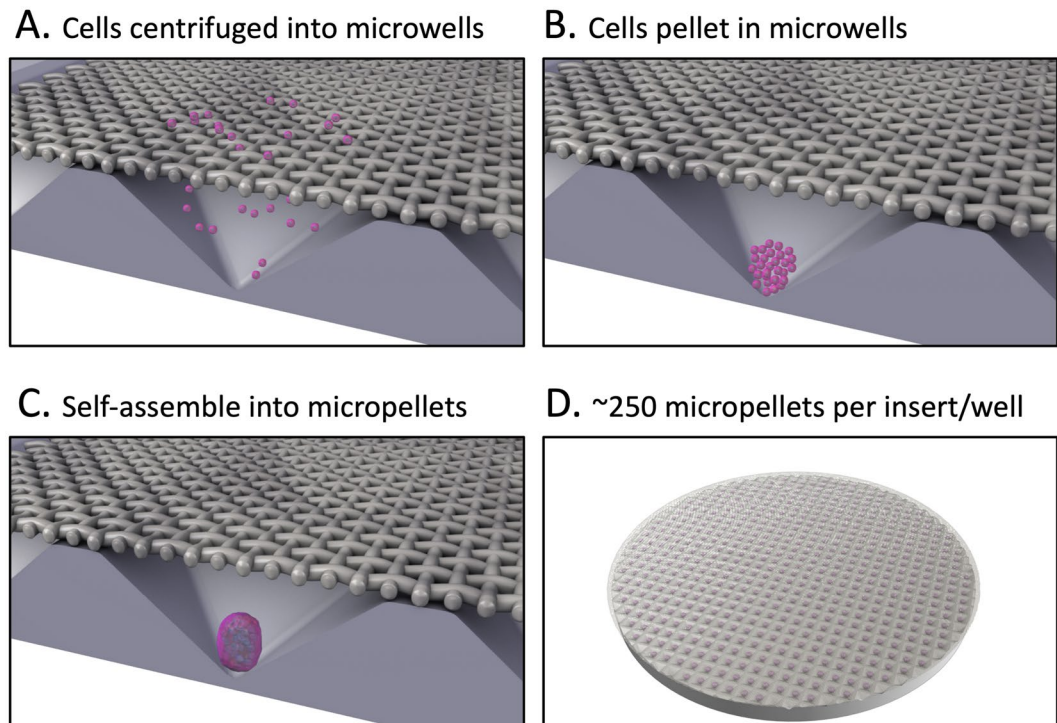 A. Cells centrifuged into microwells
B. Cells pellet in microwells
C. Self-assemble into micropellets
D. ~250 micropellets per insert/well